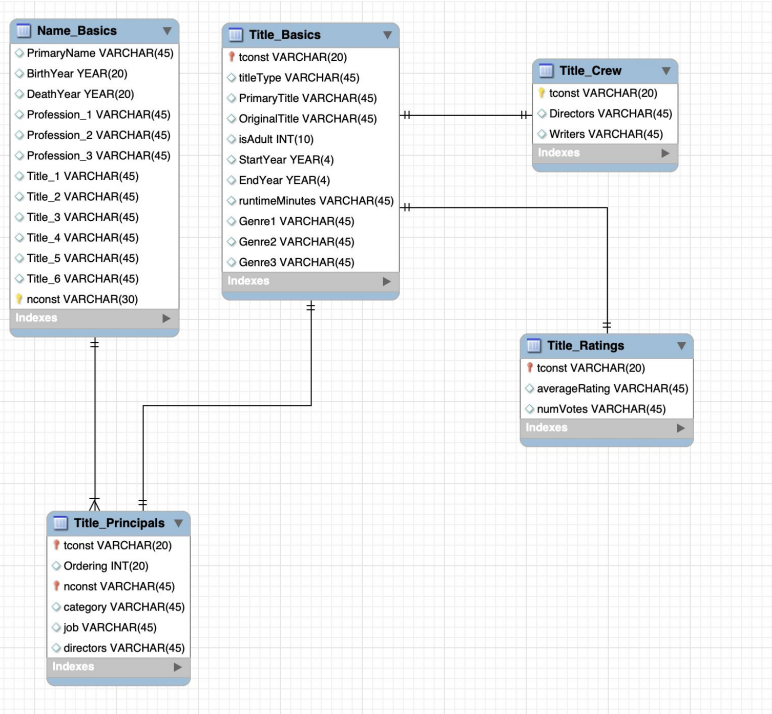 Name_Basics
PrimaryName VARCHAR(45)
BirthYear YEAR(20)
DeathYear YEAR(20)
Profession_1 VARCHAR(45)
Profession_2 VARCHAR(45)
Profession_3 VARCHAR(45)
Title_1 VARCHAR(45)
Title_2 VARCHAR(45)
Title_3 VARCHAR(45)
Title_4 VARCHAR(45)
Title_5 VARCHAR(45)
Title_6 VARCHAR(45)
nconst VARCHAR(30)
Indexes
Title_Basics
tconst VARCHAR(20)
titleType VARCHAR(45)
PrimaryTitle VARCHAR(45)
OriginalTitle VARCHAR(45)
isAdult INT(10)
StartYear YEAR(4)
EndYear YEAR(4)
runtimeMinutes VARCHAR(45)
Genre1 VARCHAR(45)
Genre2 VARCHAR(45)
Genre3 VARCHAR(45)
Indexes
Title_Crew
tconst VARCHAR(20)
Directors VARCHAR(45)
Writers VARCHAR(45)
Indexes
Title_Ratings
tconst VARCHAR(20)
averageRating VARCHAR(45)
numVotes VARCHAR(45)
Indexes
Title_Principals
tconst VARCHAR(20)
Ordering INT(20)
nconst VARCHAR(45)
category VARCHAR(45)
job VARCHAR(45)
directors VARCHAR(45)
Indexes